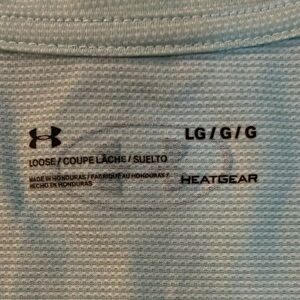 LG/G/G
LOOSE/COUPE LÂCHE/SUELTO
MADE IN HONDURAS/FABRIQUÉ AU HONDURAS/
HECHO EN HONDURAS
HEATGEAR